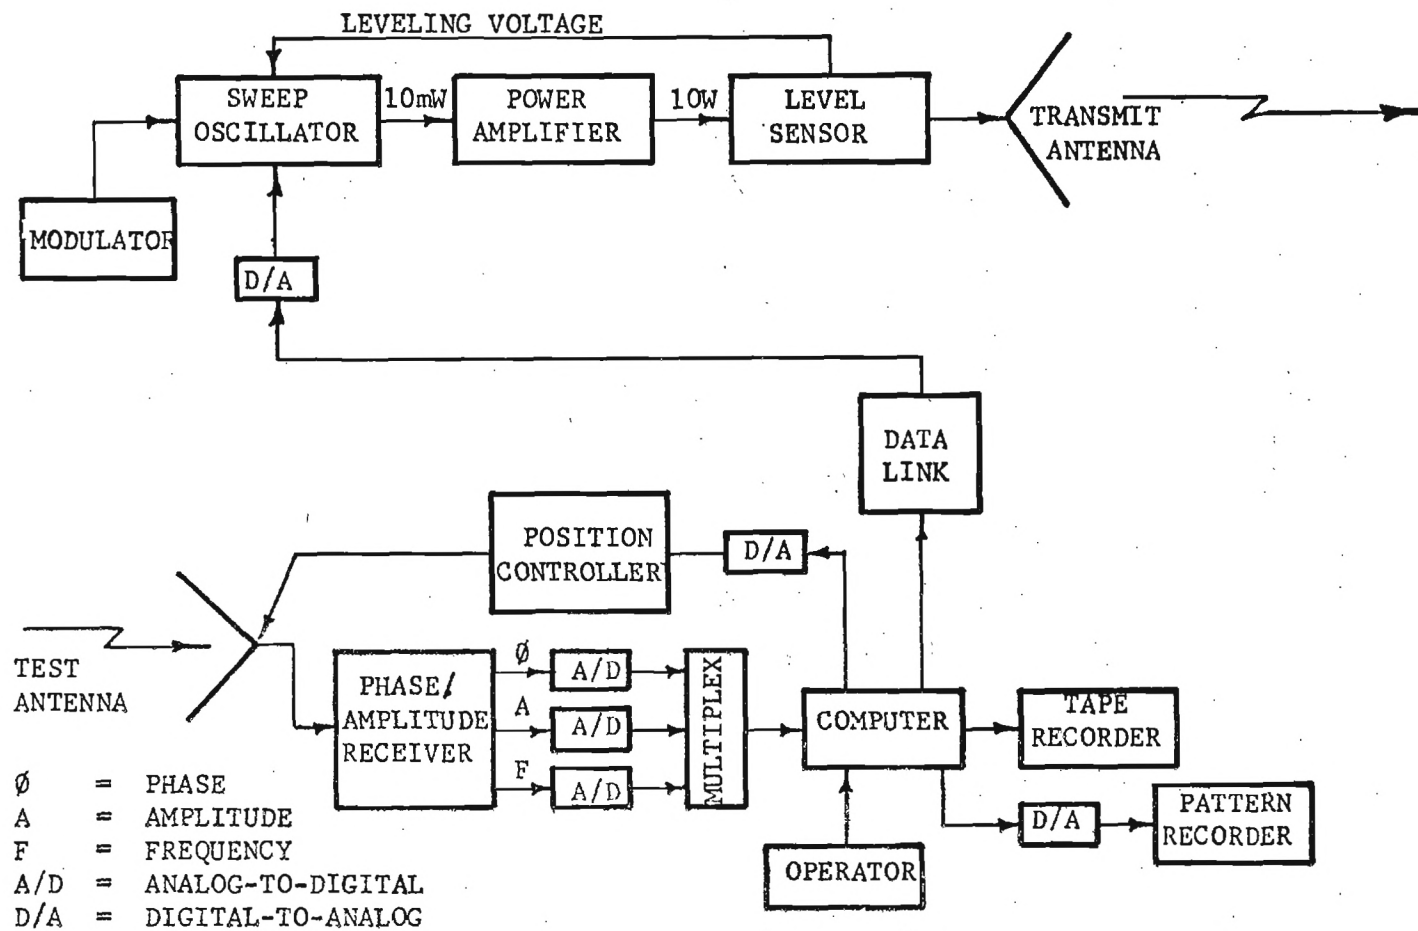 LEVELING VOLTAGE
SWEEP
OSCILLATOR
10mW
POWER
AMPLIFIER
10W
LEVEL
SENSOR
TRANSMIT
ANTENNA
MODULATOR
D/A
DATA
LINK
POSITION
CONTROLLER
D/A
TEST
ANTENNA
PHASE/
AMPLITUDE
RECEIVER
Ø
A/D
A
A/D
F
A/D
MULTIPLEX
COMPUTER
TAPE
RECORDER
D/A
PATTERN
RECORDER
OPERATOR
Ø = PHASE
A = AMPLITUDE
F = FREQUENCY
A/D = ANALOG-TO-DIGITAL
D/A = DIGITAL-TO-ANALOG